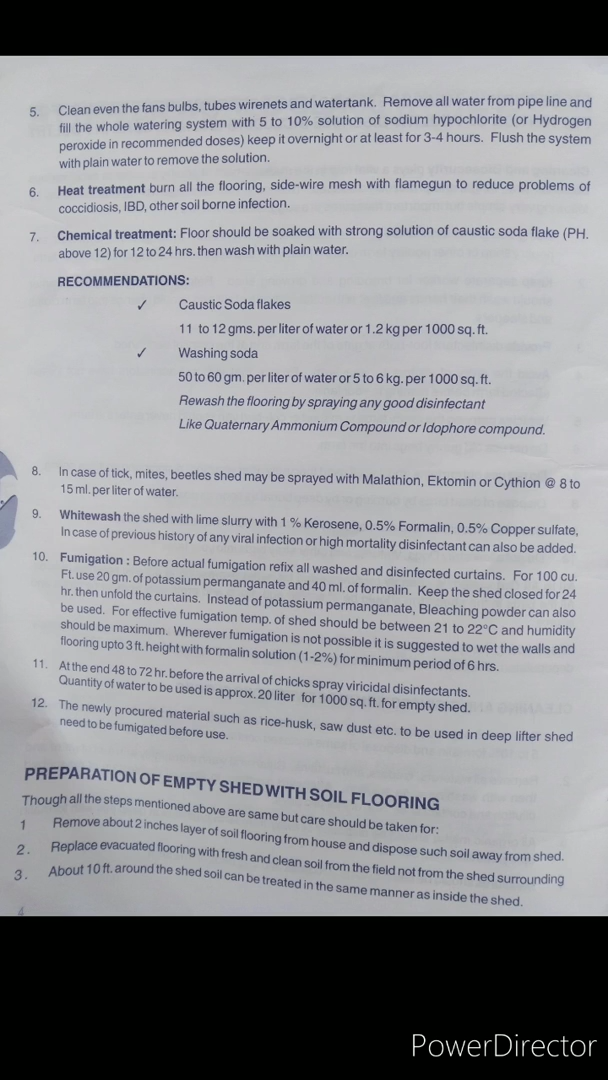 5. Clean even the fans bulbs, tubes wirenets and watertank. Remove all water from pipe line and
fill the whole watering system with 5 to 10% solution of sodium hypochlorite (or Hydrogen
peroxide in recommended doses) keep it overnight or at least for 3-4 hours. Flush the system
with plain water to remove the solution.
6. Heat treatment burn all the flooring, side-wire mesh with flamegun to reduce problems of
coccidiosis, IBD, other soil borne infection.
7. Chemical treatment: Floor should be soaked with strong solution of caustic soda flake (PH.
above 12) for 12 to 24 hrs. then wash with plain water.
RECOMMENDATIONS:
✓ Caustic Soda flakes
11 to 12 gms. per liter of water or 1.2 kg per 1000 sq. ft.
✓ Washing soda
50 to 60 gm. per liter of water or 5 to 6 kg. per 1000 sq. ft.
Rewash the flooring by spraying any good disinfectant
Like Quaternary Ammonium Compound or Idophore compound.
8. In case of tick, mites, beetles shed may be sprayed with Malathion, Ektomin or Cythion @ 8 to
15 ml. per liter of water.
9. Whitewash the shed with lime slurry with 1 % Kerosene, 0.5% Formalin, 0.5% Copper sulfate,
In case of previous history of any viral infection or high mortality disinfectant can also be added.
10. Fumigation : Before actual fumigation refix all washed and disinfected curtains. For 100 cu.
Ft. use 20 gm. of potassium permanganate and 40 ml. of formalin. Keep the shed closed for 24
hr. then unfold the curtains. Instead of potassium permanganate, Bleaching powder can also
be used. For effective fumigation temp. of shed should be between 21 to 22°C and humidity
should be maximum. Wherever fumigation is not possible it is suggested to wet the walls and
flooring upto 3 ft. height with formalin solution (1-2%) for minimum period of 6 hrs.
11. At the end 48 to 72 hr. before the arrival of chicks spray viricidal disinfectants.
Quantity of water to be used is approx. 20 liter for 1000 sq. ft. for empty shed.
12. The newly procured material such as rice-husk, saw dust etc. to be used in deep lifter shed
need to be fumigated before use.
PREPARATION OF EMPTY SHED WITH SOIL FLOORING
Though all the steps mentioned above are same but care should be taken for:
1 Remove about 2 inches layer of soil flooring from house and dispose such soil away from shed.
2. Replace evacuated flooring with fresh and clean soil from the field not from the shed surrounding
3. About 10 ft. around the shed soil can be treated in the same manner as inside the shed.
4
PowerDirector